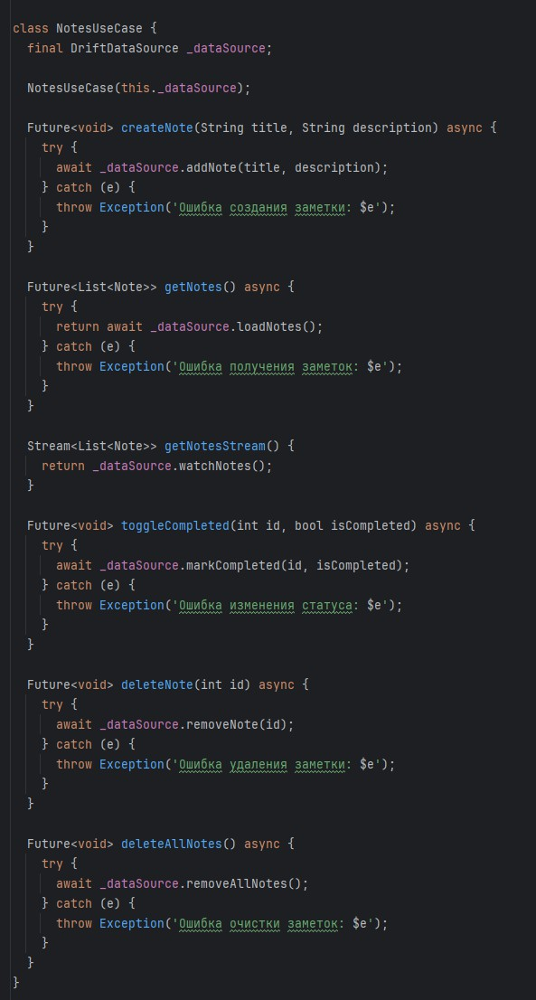 class NotesUseCase {
final DriftDataSource _dataSource;
NotesUseCase(this._dataSource);
Future<void> createNote(String title, String description) async {
try {
await _dataSource.addNote(title, description);
} catch (e) {
throw Exception('Ошибка создания заметки: $e');
}
}
Future<List<Note>> getNotes() async {
try {
return await _dataSource.loadNotes();
} catch (e) {
throw Exception('Ошибка получения заметок: $e');
}
}
Stream<List<Note>> getNotesStream() {
return _dataSource.watchNotes();
}
Future<void> toggleCompleted(int id, bool isCompleted) async {
try {
await _dataSource.markCompleted(id, isCompleted);
} catch (e) {
throw Exception('Ошибка изменения статуса: $e');
}
}
Future<void> deleteNote(int id) async {
try {
await _dataSource.removeNote(id);
} catch (e) {
throw Exception('Ошибка удаления заметки: $e');
}
}
Future<void> deleteAllNotes() async {
try {
await _dataSource.removeAllNotes();
} catch (e) {
throw Exception('Ошибка очистки заметок: $e');
}
}
}